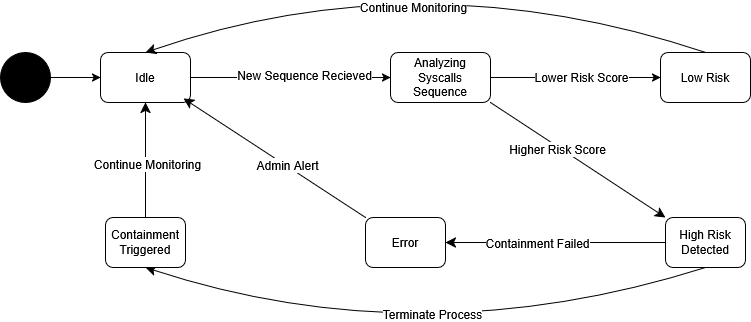 Continue Monitoring
Idle
New Sequence Recieved
Analyzing
Syscalls
Sequence
Lower Risk Score
Low Risk
Higher Risk Score
Continue Monitoring
Admin Alert
Containment
Triggered
Error
Containment Failed
High Risk
Detected
Terminate Process